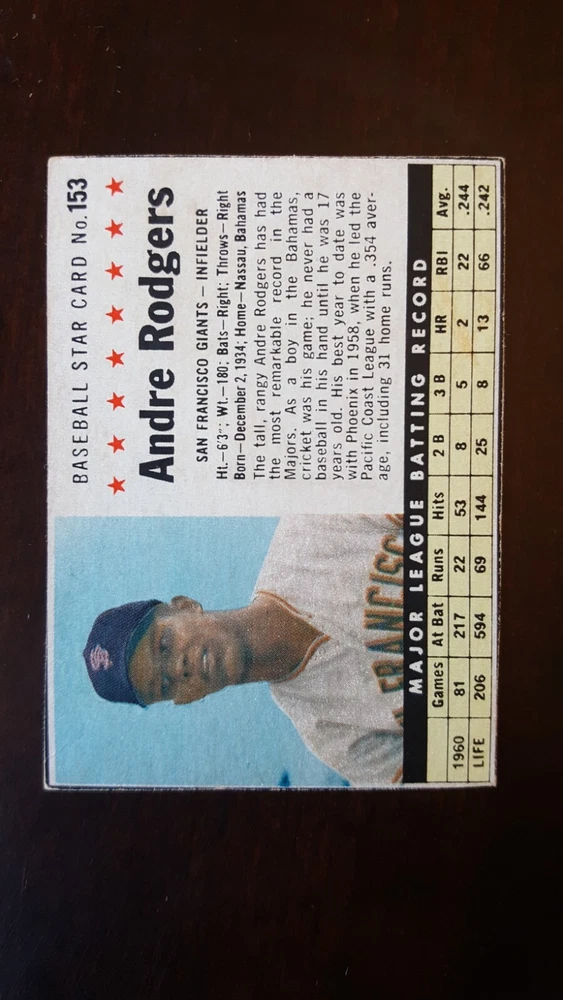 BASEBALL STAR CARD No. 153
★ ★ ★ ★ ★ ★ ★ ★
Andre Rodgers
SAN FRANCISCO GIANTS — INFIELDER
Ht.—6'3"; Wt.—180; Bats—Right; Throws—Right
Born—December 2, 1934; Home—Nassau, Bahamas
The tall, rangy Andre Rodgers has had
the most remarkable record in the
Majors. As a boy in the Bahamas,
cricket was his game; he never had a
baseball in his hand until he was 17
years old. His best year to date was
with Phoenix in 1958, when he led the
Pacific Coast League with a .354 aver-
age, including 31 home runs.
SF
FRANCISC
MAJOR LEAGUE BATTING RECORD
Games At Bat Runs Hits 2 B 3 B HR RBI Avg.
1960 81 217 22 53 8 5 2 22 .244
LIFE 206 594 69 144 25 8 13 66 .242